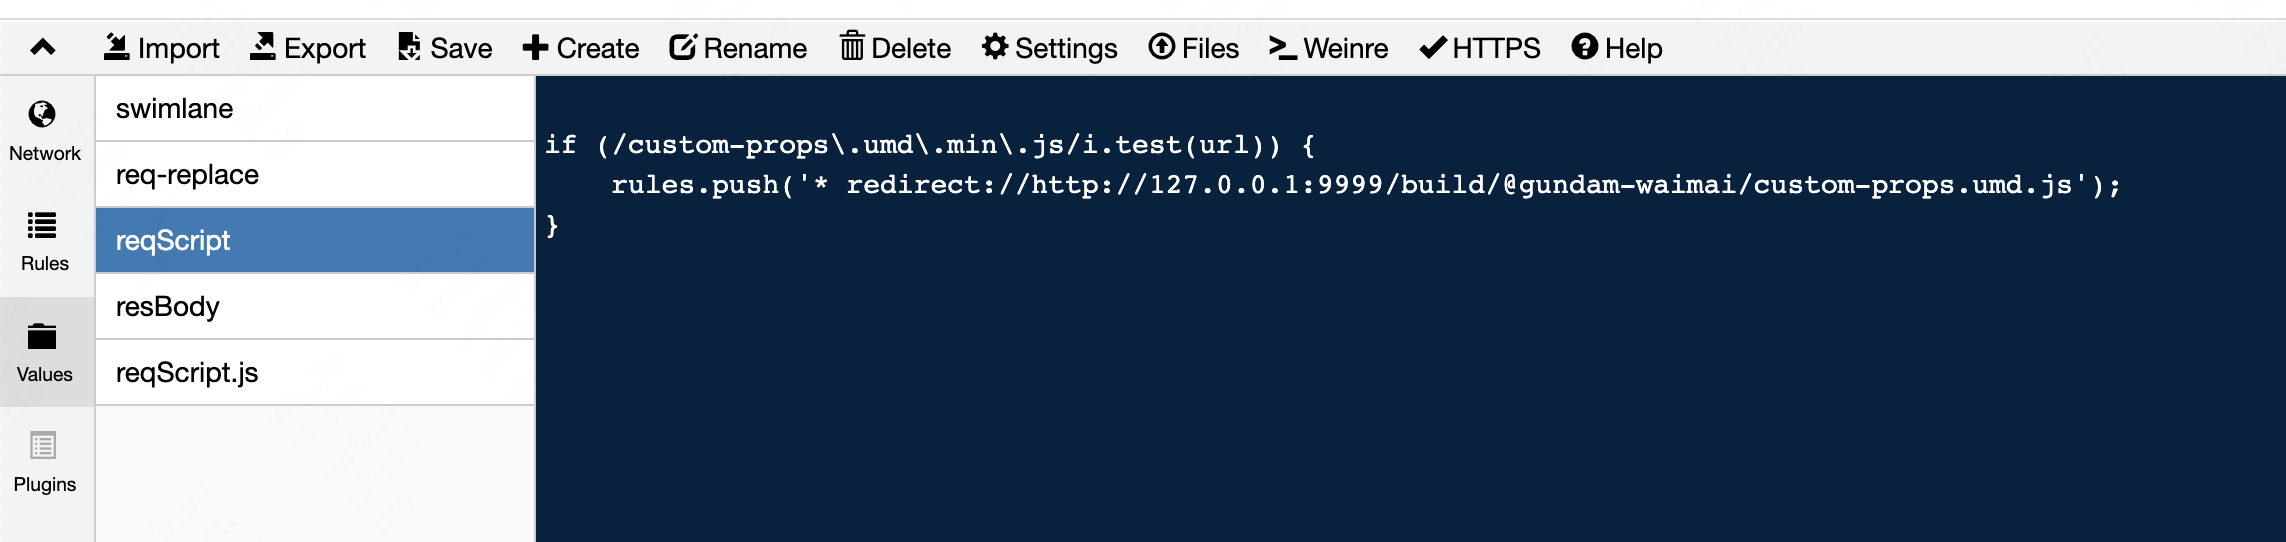 Import Export Save Create Rename Delete Settings Files Weinre HTTPS Help
Network
Rules
Values
Plugins
swimlane
req-replace
reqScript
resBody
reqScript.js
if (/custom-props\.umd\.min\.js/i.test(url)) {
    rules.push('* redirect://http://127.0.0.1:9999/build/@gundam-waimai/custom-props.umd.js');
}